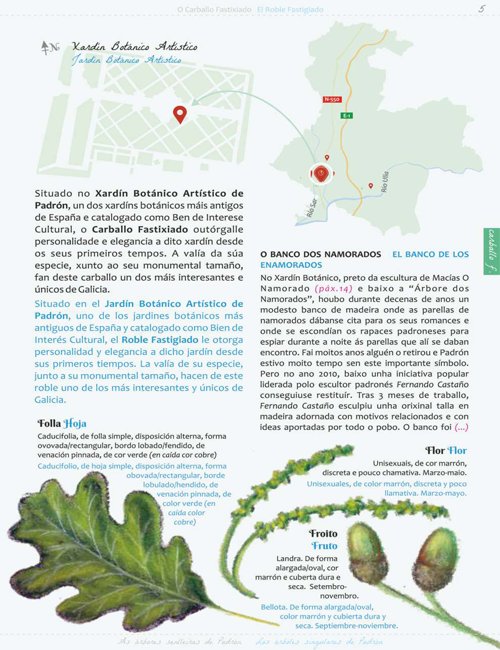 O Carballo Fastixiado El Roble Fastigiado
5
N
Xardín Botánico Artístico
Jardín Botánico Artístico
N-550
E-1
Río Sar
Río Ulla
carballo f.
Situado no Xardín Botánico Artístico de
Padrón, un dos xardíns botánicos máis antigos
de España e catalogado como Ben de Interese
Cultural, o Carballo Fastixiado outórgalle
personalidade e elegancia a dito xardín desde
os seus primeiros tempos. A valía da súa
especie, xunto ao seu monumental tamaño,
fan deste carballo un dos máis interesantes e
únicos de Galicia.
Situado en el Jardín Botánico Artístico de
Padrón, uno de los jardines botánicos más
antiguos de España y catalogado como Bien de
Interés Cultural, el Roble Fastigiado le otorga
personalidad y elegancia a dicho jardín desde
sus primeros tiempos. La valía de su especie,
junto a su monumental tamaño, hacen de este
roble uno de los más interesantes y únicos de
Galicia.
O BANCO DOS NAMORADOS EL BANCO DE LOS
ENAMORADOS
No Xardín Botánico, preto da escultura de Macías O
Namorado (páx.14) e baixo a “Árbore dos
Namorados”, houbo durante decenas de anos un
modesto banco de madeira onde as parellas de
namorados dábanse cita para os seus romances e
onde se escondían os rapaces padroneses para
espiar durante a noite ás parellas que alí se daban
encontro. Fai moitos anos alguén o retirou e Padrón
estivo moito tempo sen este importante símbolo.
Pero no ano 2010, baixo unha iniciativa popular
liderada polo escultor padronés Fernando Castaño
conseguiuse restituír. Tras 3 meses de traballo,
Fernando Castaño esculpiu unha orixinal talla en
madeira adornada con motivos relacionados e con
ideas aportadas por todo o pobo. O banco foi (...)
Folla Hoja
Caducifolia, de folla simple, disposición alterna, forma
ovovada/rectangular, bordo lobado/fendido, de
venación pinnada, de cor verde (en caída cor cobre)
Caducifolio, de hoja simple, disposición alterna, forma
obovada/rectangular, borde
lobulado/hendido, de
venación pinnada, de
color verde (en
caída color
cobre)
Flor Flor
Unisexuais, de cor marrón,
discreta e pouco chamativa. Marzo-maio.
Unisexuales, de color marrón, discreta y poco
llamativa. Marzo-mayo.
Froito
Fruto
Landra. De forma
alargada/oval, cor
marrón e cuberta dura e
seca. Setembro-
novembro.
Bellota. De forma alargada/oval,
color marrón y cubierta dura y
seca. Septiembre-noviembre.
As árbores senlleiras de Padrón Los árboles singulares de Padrón